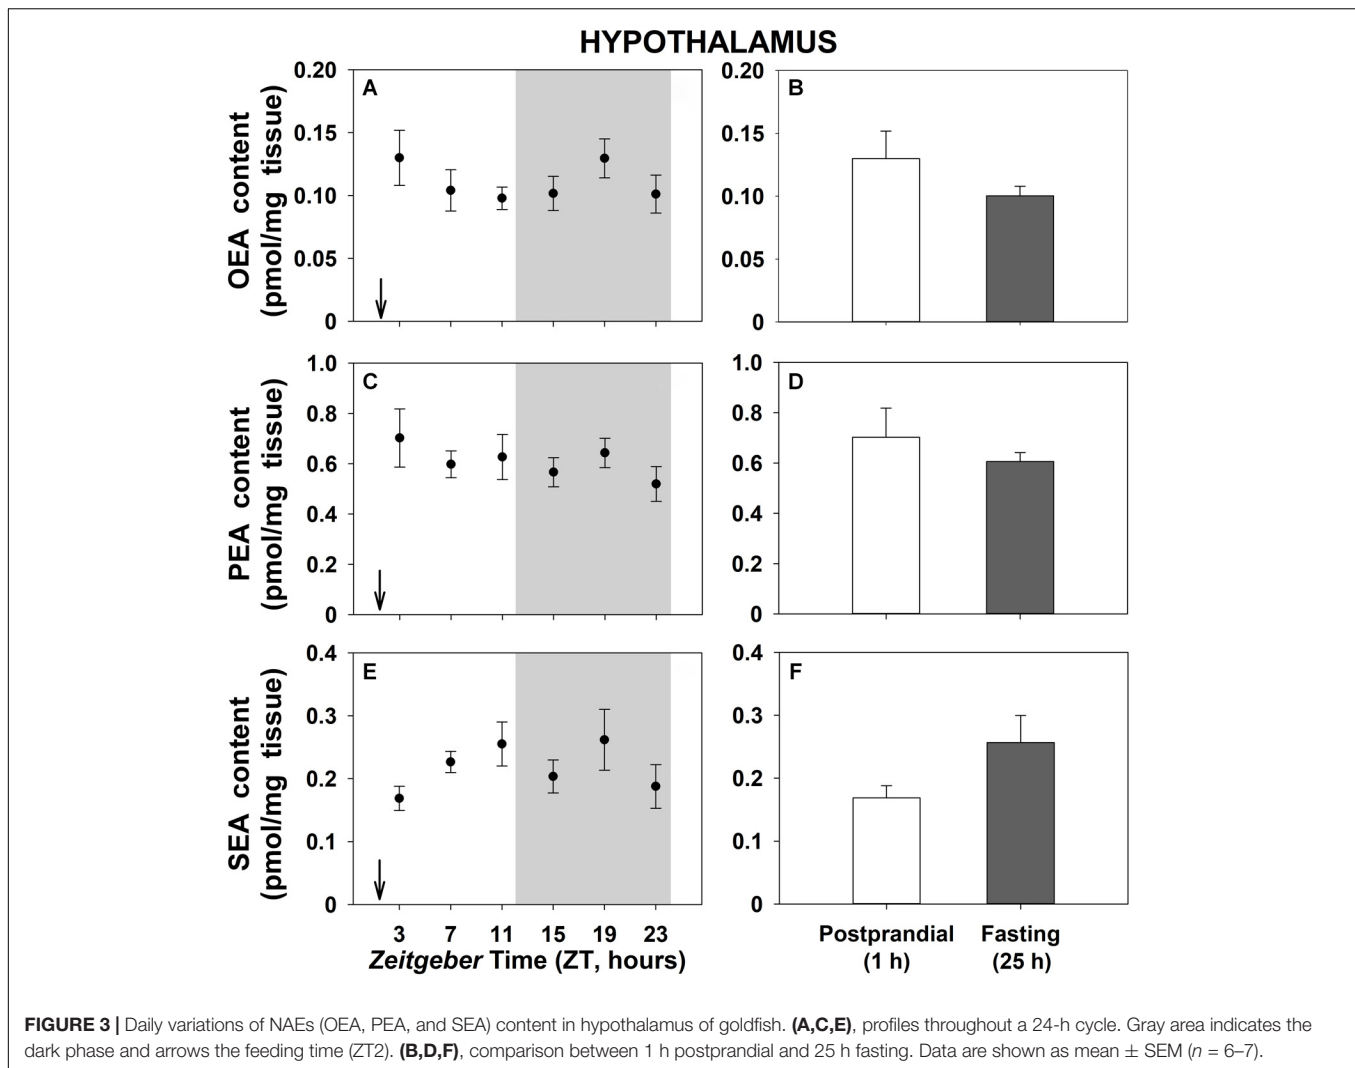 HYPOTHALAMUS
OEA content
(pmol/mg tissue)
0.20
0.15
0.10
0.05
0
A
0.20
0.15
0.10
0.05
0
B
PEA content
(pmol/mg tissue)
1.0
0.8
0.6
0.4
0.2
0
C
1.0
0.8
0.6
0.4
0.2
0
D
SEA content
(pmol/mg tissue)
0.4
0.3
0.2
0.1
0
E
3 7 11 15 19 23
Zeitgeber Time (ZT, hours)
0.4
0.3
0.2
0.1
0
F
Postprandial Fasting
(1 h) (25 h)
FIGURE 3 | Daily variations of NAEs (OEA, PEA, and SEA) content in hypothalamus of goldfish. (A,C,E), profiles throughout a 24-h cycle. Gray area indicates the
dark phase and arrows the feeding time (ZT2). (B,D,F), comparison between 1 h postprandial and 25 h fasting. Data are shown as mean ± SEM (n = 6–7).